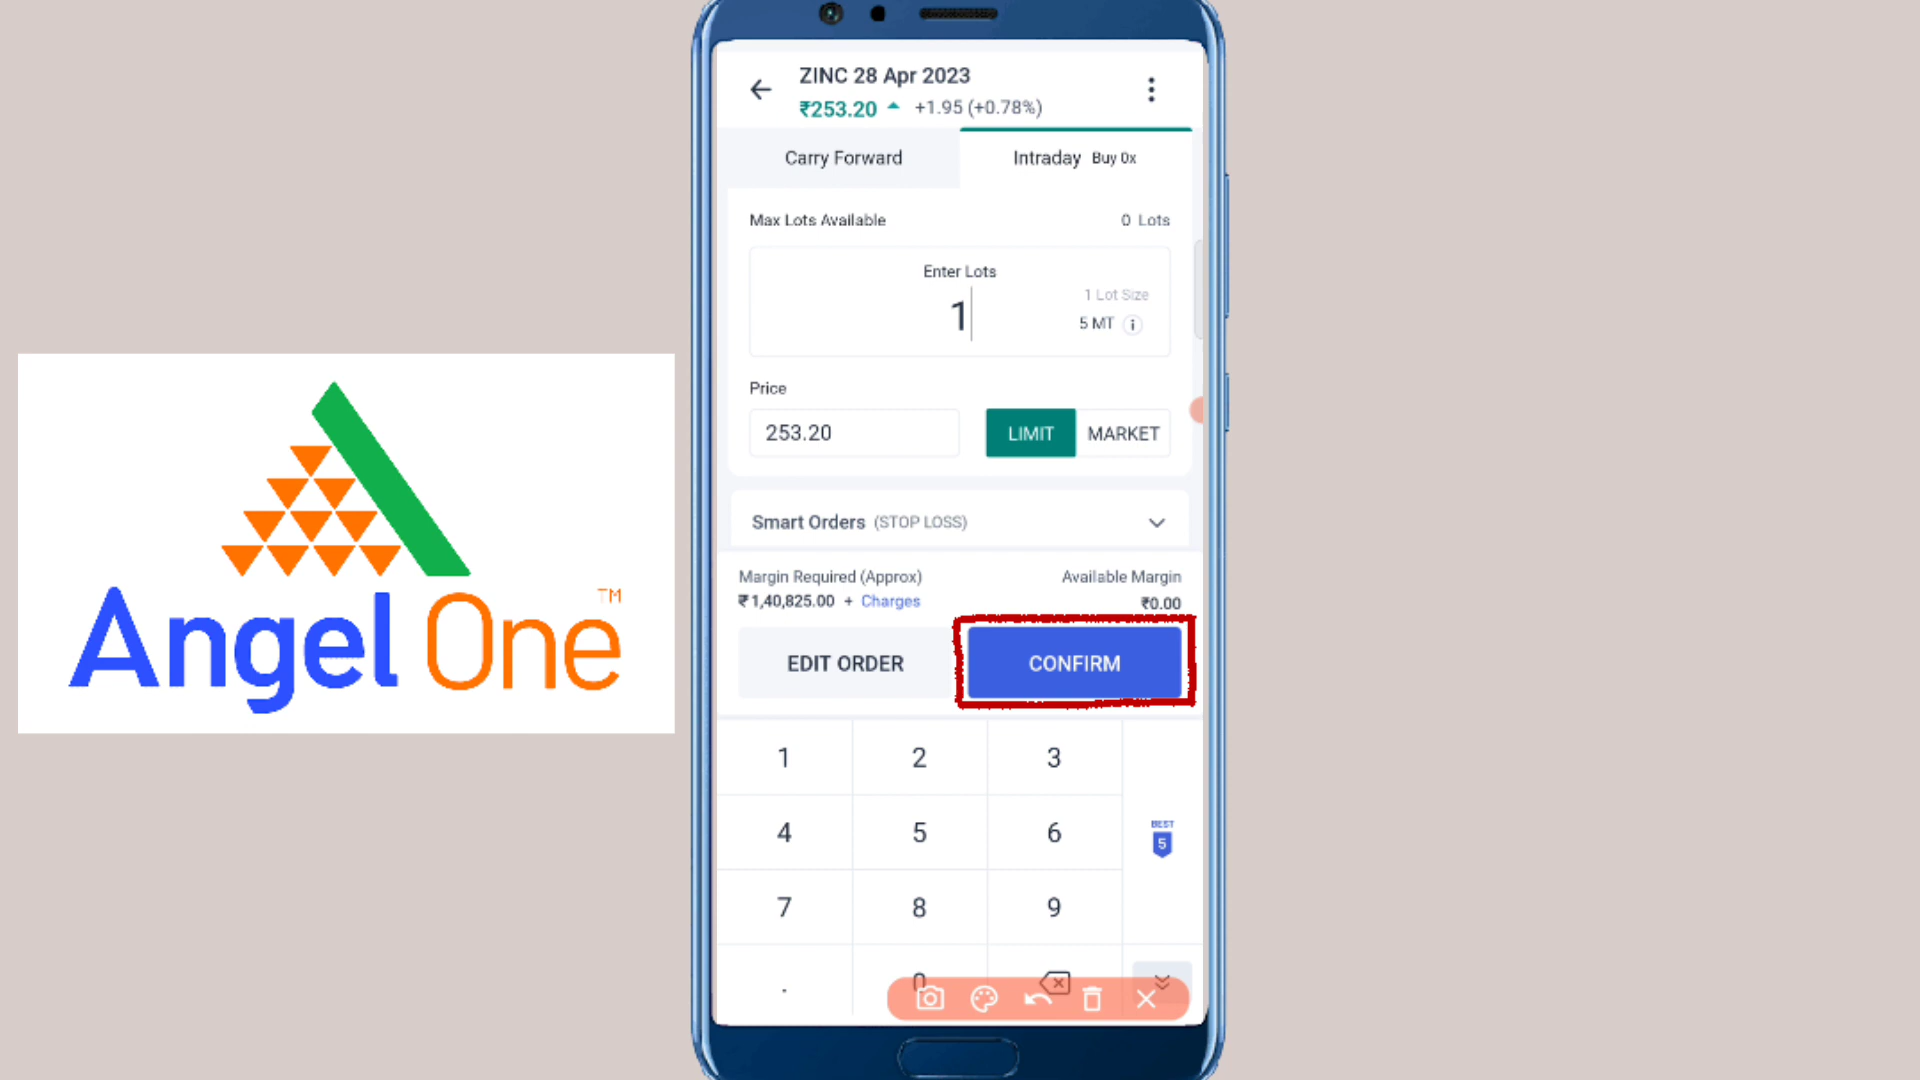 Angel One™
ZINC 28 Apr 2023
₹253.20 +1.95 (+0.78%)
Carry Forward
Intraday Buy 0x
Max Lots Available 0 Lots
Enter Lots
1
1 Lot Size
5 MT i
Price
253.20
LIMIT MARKET
Smart Orders (STOP LOSS)
Margin Required (Approx) Available Margin
₹1,40,825.00 + Charges ₹0.00
EDIT ORDER CONFIRM
1 2 3
4 5 6
BEST
5
7 8 9
. 0